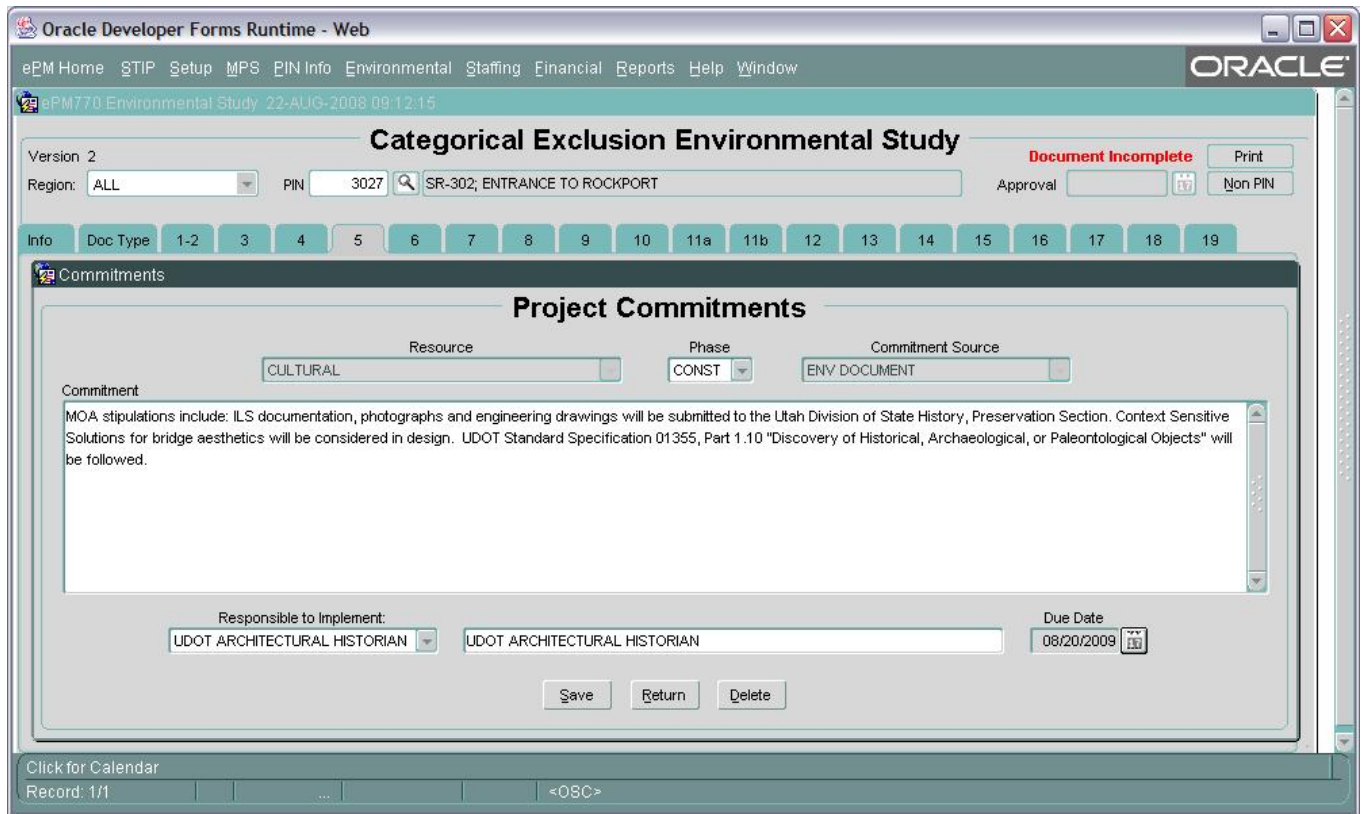 Oracle Developer Forms Runtime - Web
ePM Home STIP Setup MPS PIN Info Environmental Staffing Financial Reports Help Window
ORACLE
ePM770 Environmental Study 22-AUG-2008 09:12:15
Categorical Exclusion Environmental Study
Version 2
Document Incomplete
Print
Region: ALL PIN 3027 SR-302; ENTRANCE TO ROCKPORT Approval Non PIN
Info Doc Type 1-2 3 4 5 6 7 8 9 10 11a 11b 12 13 14 15 16 17 18 19
Commitments
Project Commitments
Resource Phase Commitment Source
CULTURAL CONST ENV DOCUMENT
Commitment
MOA stipulations include: ILS documentation, photographs and engineering drawings will be submitted to the Utah Division of State History, Preservation Section. Context Sensitive
Solutions for bridge aesthetics will be considered in design. UDOT Standard Specification 01355, Part 1.10 "Discovery of Historical, Archaeological, or Paleontological Objects" will
be followed.
Responsible to Implement: Due Date
UDOT ARCHITECTURAL HISTORIAN UDOT ARCHITECTURAL HISTORIAN 08/20/2009
Save Return Delete
Click for Calendar
Record: 1/1 ... <OSC>